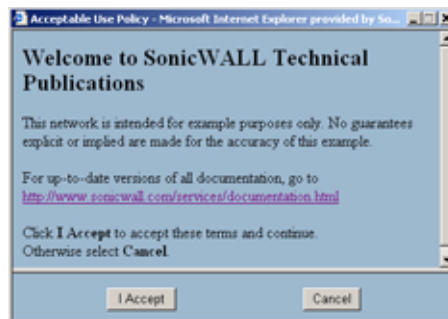 Acceptable Use Policy - Microsoft Internet Explorer provided by So...
Welcome to SonicWALL Technical
Publications
This network is intended for example purposes only. No guarantees
explicit or implied are made for the accuracy of this example.
For up-to-date versions of all documentation, go to
http://www.sonicwall.com/services/documentation.html
Click I Accept to accept these terms and continue.
Otherwise select Cancel.
I Accept
Cancel